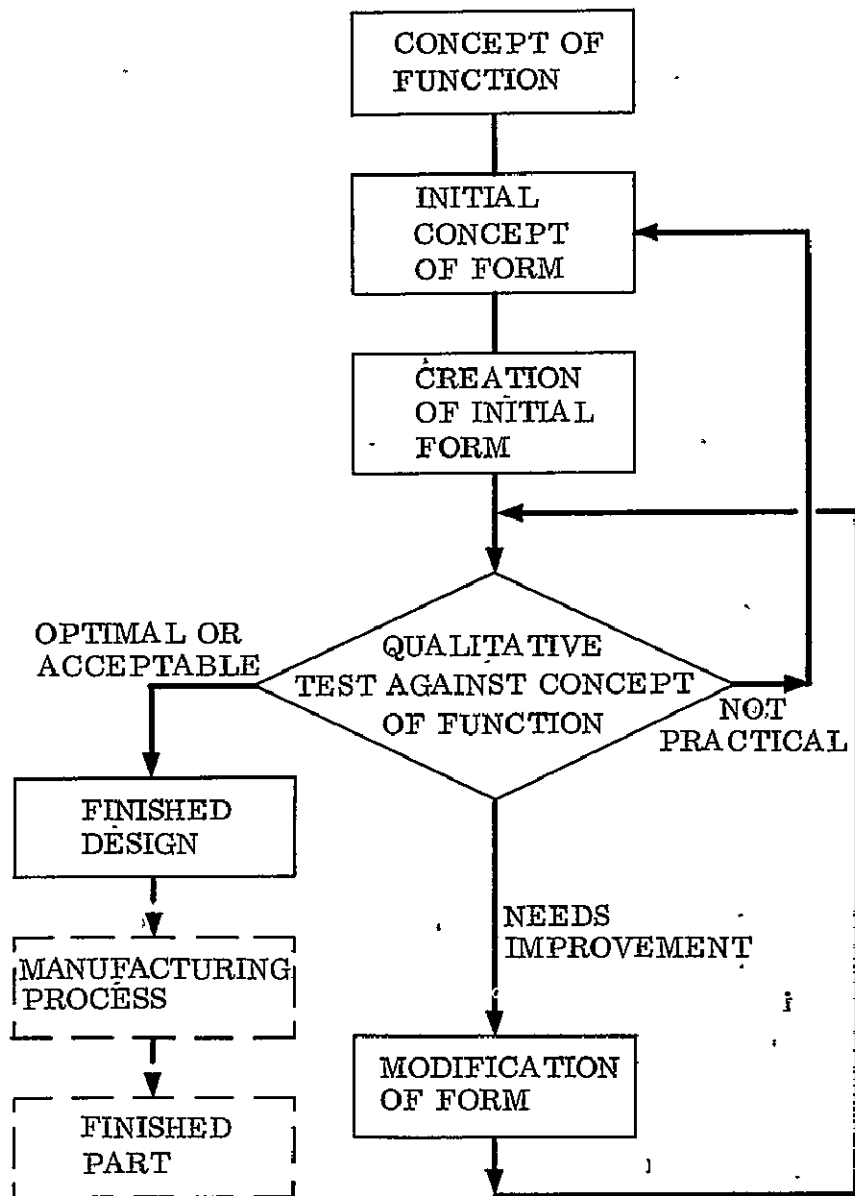 CONCEPT OF
FUNCTION
INITIAL
CONCEPT
OF FORM
CREATION
OF INITIAL
FORM
OPTIMAL OR
ACCEPTABLE
QUALITATIVE
TEST AGAINST CONCEPT
OF FUNCTION
NOT
PRACTICAL
FINISHED
DESIGN
NEEDS
IMPROVEMENT
MANUFACTURING
PROCESS
MODIFICATION
OF FORM
FINISHED
PART